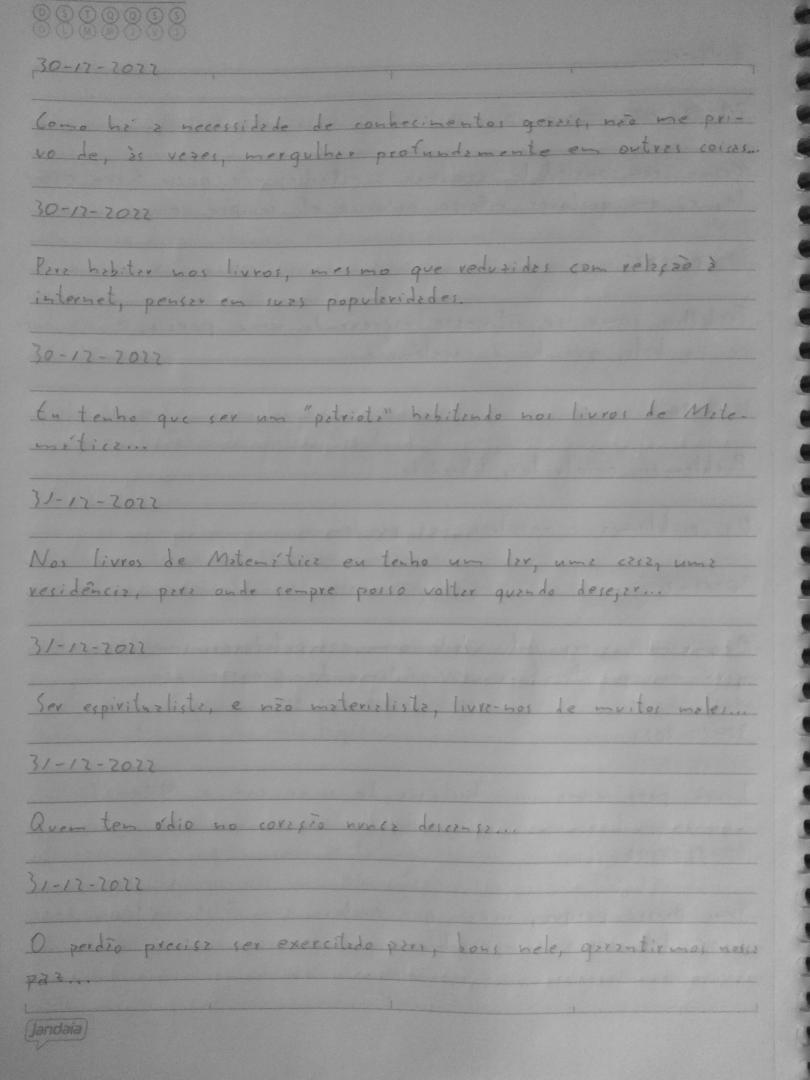 D S T Q Q S S
D L M M J V S
30-12-2022
Como há a necessidade de conhecimentos gerais, não me pri-
vo de, às vezes, mergulhar profundamente em outras coisas...
30-12-2022
Para habitar nos livros, mesmo que reduzidas com relação à
internet, pensar em suas popularidades.
30-12-2022
Eu tenho que ser um "patriota" habitando nos livros de Mate-
mática...
31-12-2022
Nos livros de Matemática eu tenho um lar, uma casa, uma
residência, para onde sempre posso voltar quando desejar...
31-12-2022
Ser espiritualista, e não materialista, livra-nos de muitos males...
31-12-2022
Quem tem ódio no coração nunca descansa...
31-12-2022
O perdão precisa ser exercitado para, bons nele, garantirmos nossa
paz...
jandaia